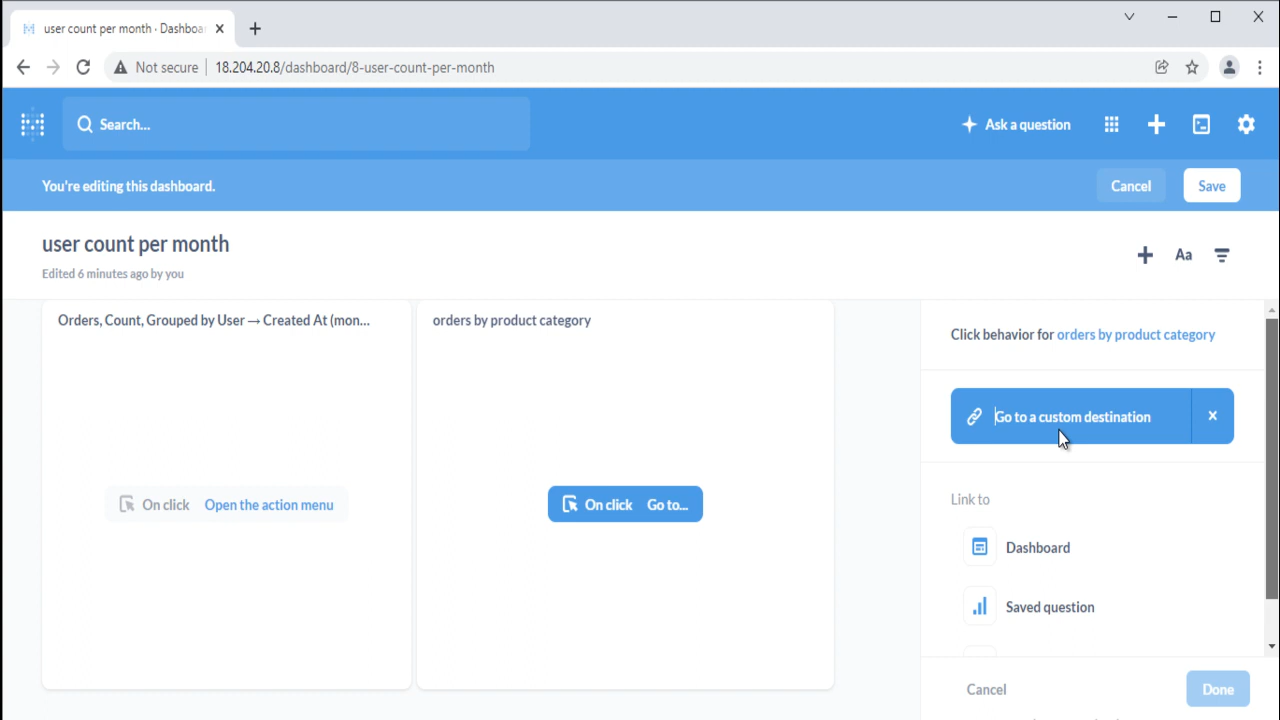 user count per month · Dashboa
Not secure
18.204.20.8/dashboard/8-user-count-per-month
Search...
Ask a question
You're editing this dashboard.
Cancel
Save
user count per month
Edited 6 minutes ago by you
Aa
Orders, Count, Grouped by User → Created At (mon...
orders by product category
Click behavior for orders by product category
Go to a custom destination
On click Open the action menu
On click Go to...
Link to
Dashboard
Saved question
Cancel
Done